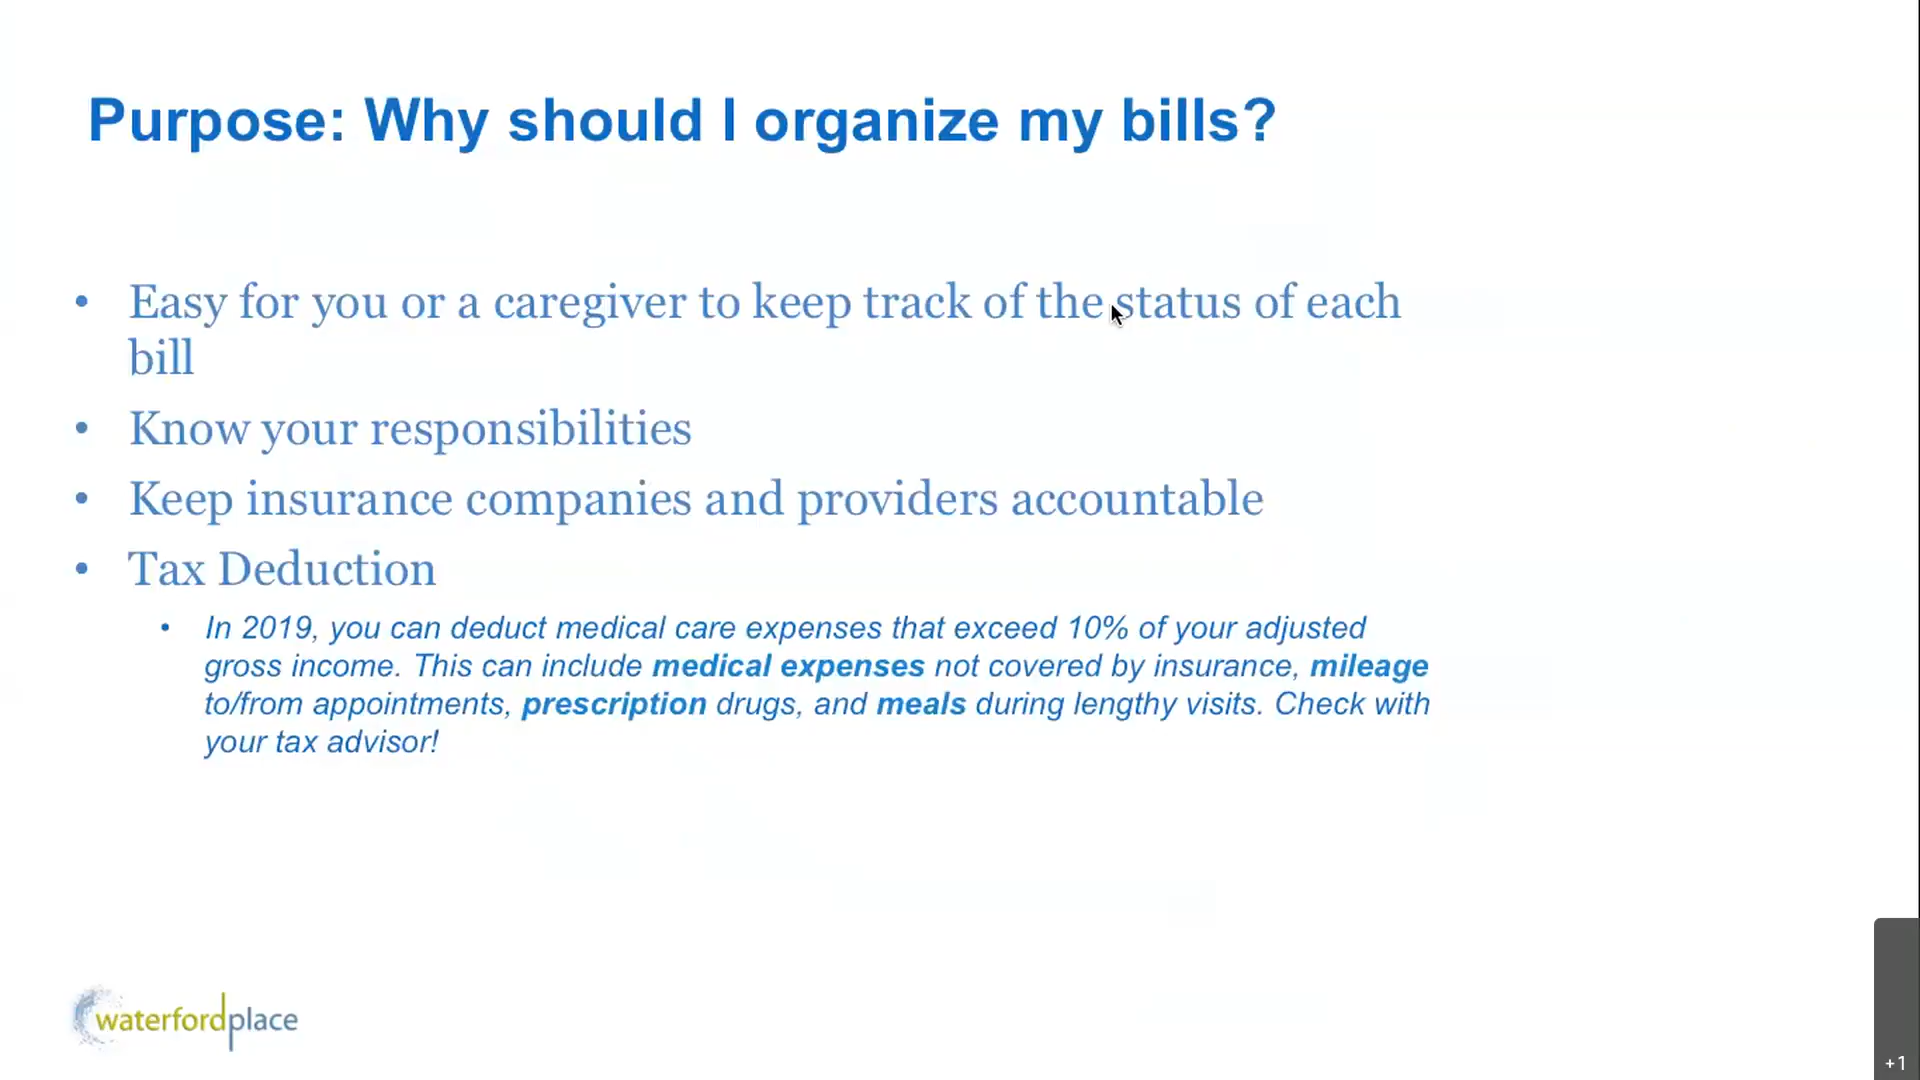 Purpose: Why should I organize my bills?
• Easy for you or a caregiver to keep track of the status of each
bill
• Know your responsibilities
• Keep insurance companies and providers accountable
• Tax Deduction
• In 2019, you can deduct medical care expenses that exceed 10% of your adjusted
gross income. This can include medical expenses not covered by insurance, mileage
to/from appointments, prescription drugs, and meals during lengthy visits. Check with
your tax advisor!
waterfordplace
+1